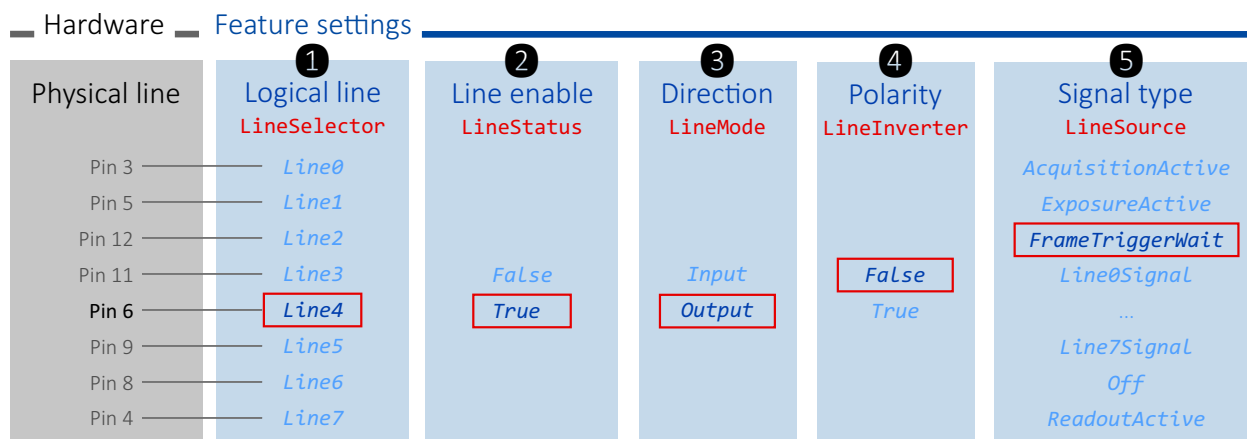 Hardware Feature settings
1 2 3 4 5
Physical line Logical line Line enable Direction Polarity Signal type
LineSelector LineStatus LineMode LineInverter LineSource
Pin 3 Line0 AcquisitionActive
Pin 5 Line1 ExposureActive
Pin 12 Line2 FrameTriggerWait
Pin 11 Line3 False Input False Line0Signal
Pin 6 Line4 True Output True ...
Pin 9 Line5 Line7Signal
Pin 8 Line6 Off
Pin 4 Line7 ReadoutActive